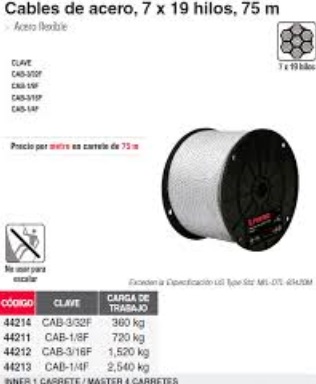 Cables de acero, 7 x 19 hilos, 75 m
Acero flexible
7 x 19 hilos
CLAVE
CAB-3/32F
CAB-1/8F
CAB-3/16F
CAB-1/4F
Precio por metro en carrete de 75 m
No usar para
escalar
Exceden la Especificación US Type Std
CÓDIGO CLAVE CARGA DE TRABAJO
44214 CAB-3/32F 360 kg
44211 CAB-1/8F 720 kg
44212 CAB-3/16F 1,520 kg
44213 CAB-1/4F 2,540 kg
INNER 1 CARRETE / MASTER 4 CARRETES